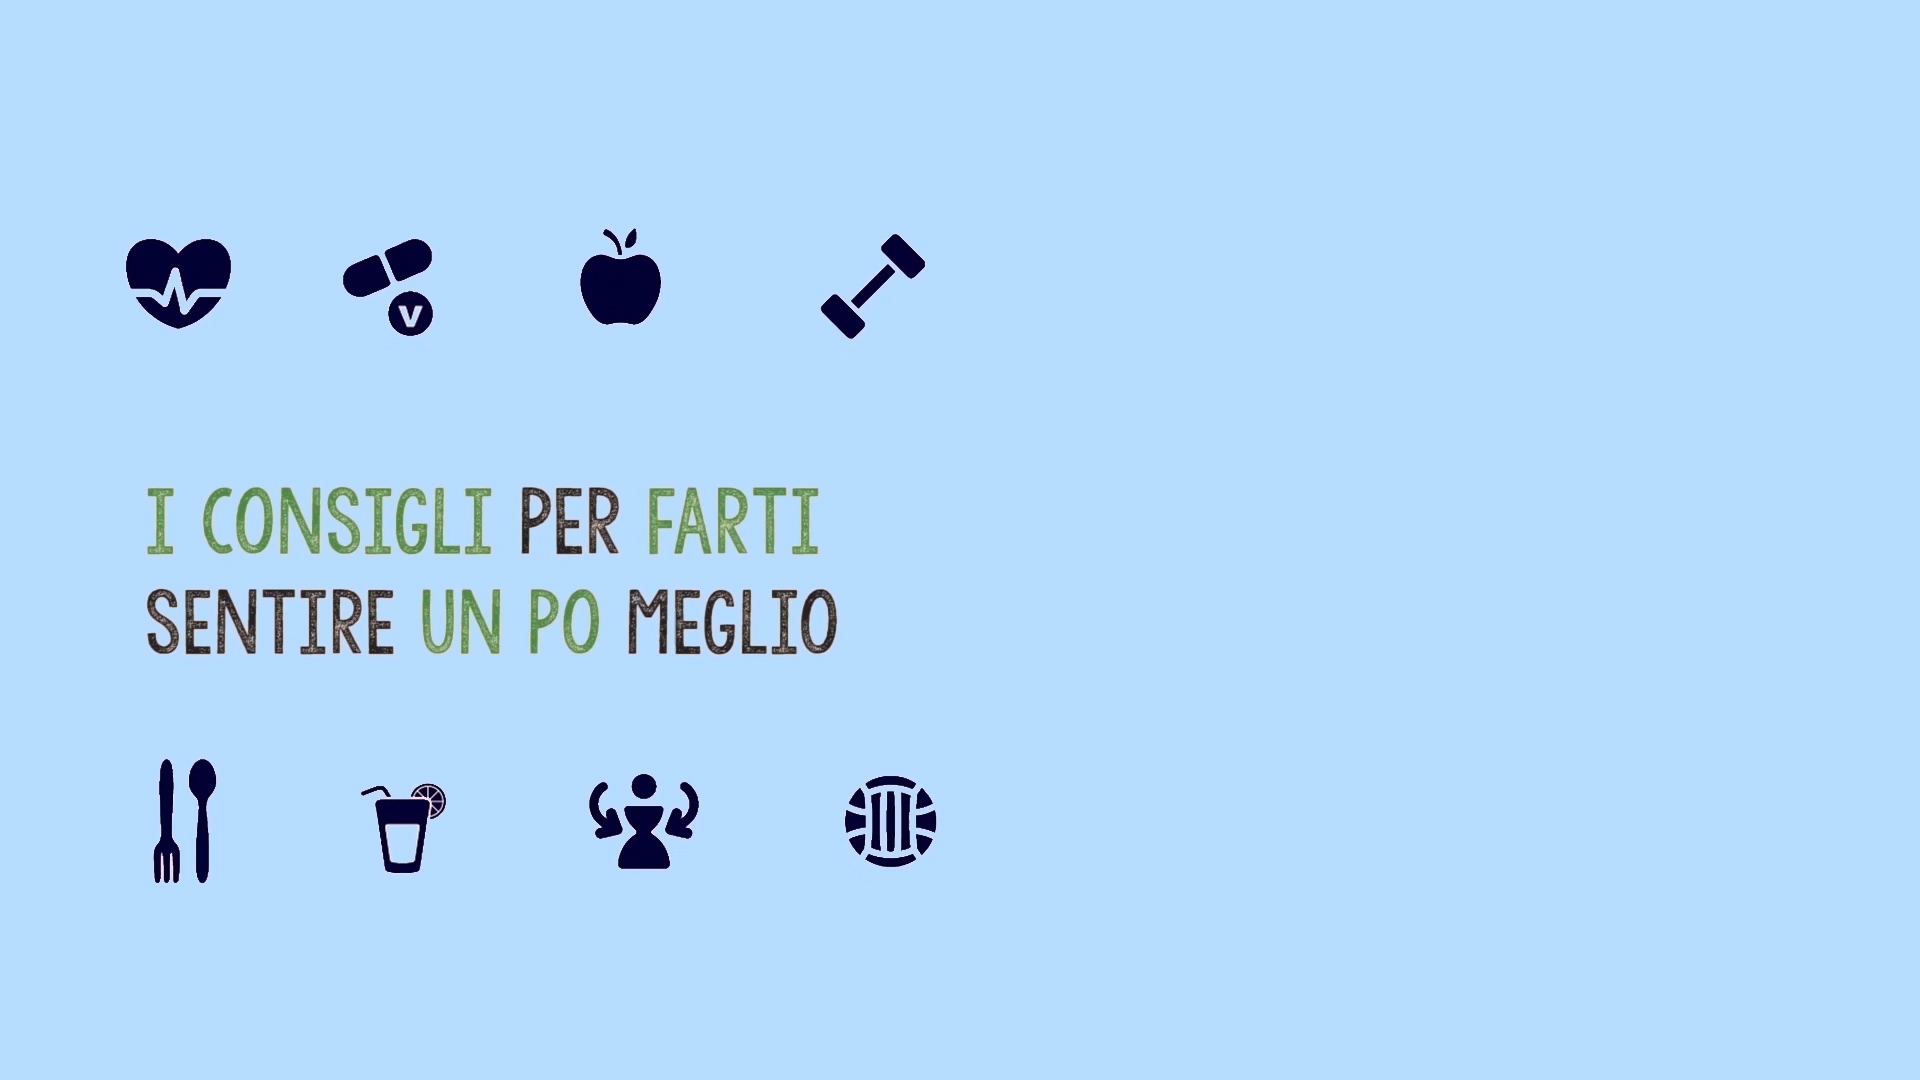 V
I CONSIGLI PER FARTI
SENTIRE UN PO MEGLIO